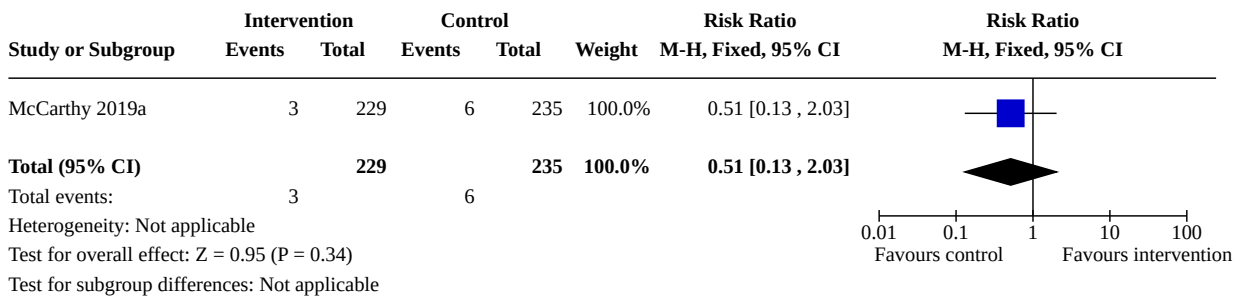 Intervention Control Risk Ratio Risk Ratio
Study or Subgroup Events Total Events Total Weight M-H, Fixed, 95% CI M-H, Fixed, 95% CI
McCarthy 2019a 3 229 6 235 100.0% 0.51 [0.13 , 2.03]
Total (95% CI) 229 235 100.0% 0.51 [0.13 , 2.03]
Total events: 3 6
Heterogeneity: Not applicable
0.01 0.1 1 10 100
Test for overall effect: Z = 0.95 (P = 0.34) Favours control Favours intervention
Test for subgroup differences: Not applicable